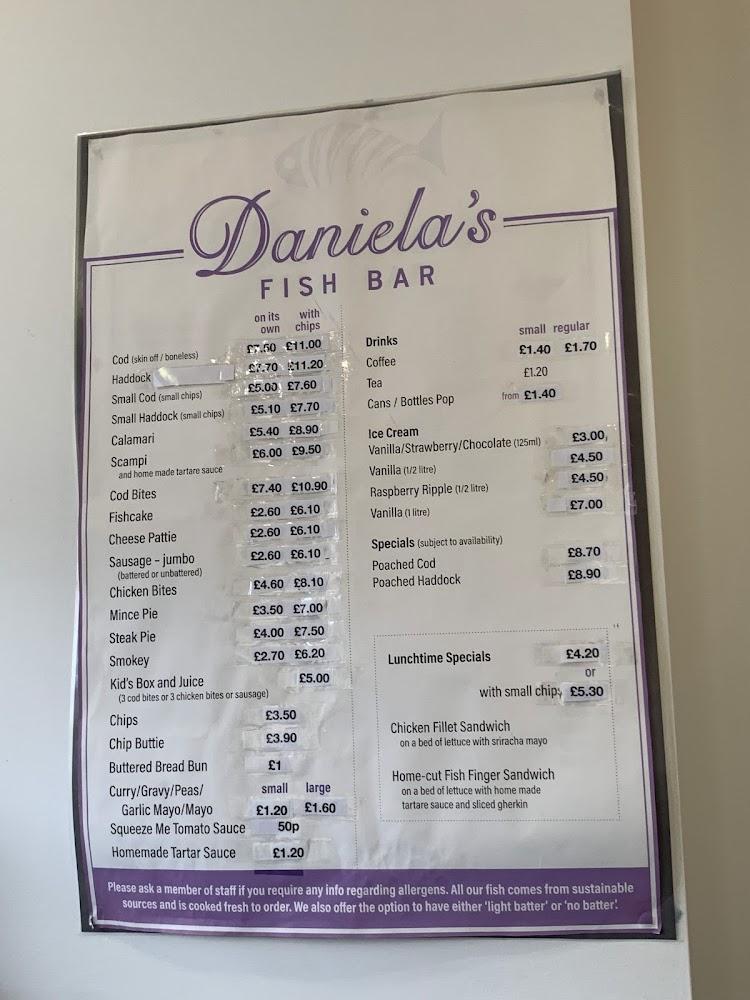 Daniela's
FISH BAR
on its own with chips
Cod (skin off / boneless) £7.50 £11.00
Haddock £7.70 £11.20
Small Cod (small chips) £5.00 £7.60
Small Haddock (small chips) £5.10 £7.70
Calamari £5.40 £8.90
Scampi £6.00 £9.50
and home made tartare sauce
Cod Bites £7.40 £10.90
Fishcake £2.60 £6.10
Cheese Pattie £2.60 £6.10
Sausage – jumbo £2.60 £6.10
(battered or unbattered)
Chicken Bites £4.60 £8.10
Mince Pie £3.50 £7.00
Steak Pie £4.00 £7.50
Smokey £2.70 £6.20
Kid's Box and Juice £5.00
(3 cod bites or 3 chicken bites or sausage)
Chips £3.50
Chip Buttie £3.90
Buttered Bread Bun £1
Curry/Gravy/Peas/ small large
Garlic Mayo/Mayo £1.20 £1.60
Squeeze Me Tomato Sauce 50p
Homemade Tartar Sauce £1.20
Drinks small regular
Coffee £1.40 £1.70
Tea £1.20
Cans / Bottles Pop from £1.40
Ice Cream
Vanilla/Strawberry/Chocolate (125ml) £3.00
Vanilla (1/2 litre) £4.50
Raspberry Ripple (1/2 litre) £4.50
Vanilla (1 litre) £7.00
Specials (subject to availability)
Poached Cod £8.70
Poached Haddock £8.90
Lunchtime Specials £4.20
or
with small chips £5.30
Chicken Fillet Sandwich
on a bed of lettuce with sriracha mayo
Home-cut Fish Finger Sandwich
on a bed of lettuce with home made
tartare sauce and sliced gherkin
Please ask a member of staff if you require any info regarding allergens. All our fish comes from sustainable
sources and is cooked fresh to order. We also offer the option to have either 'light batter' or 'no batter'.